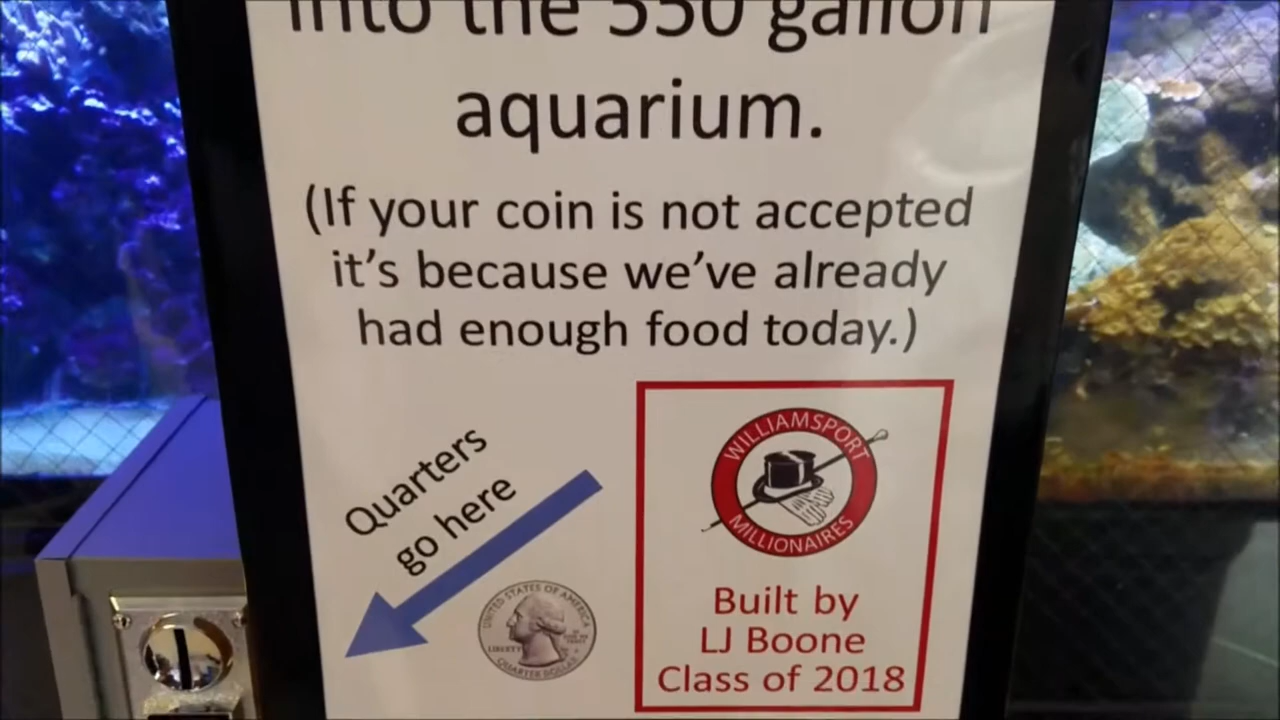 into the 550 gallon
aquarium.
(If your coin is not accepted
it's because we've already
had enough food today.)
Quarters
go here
UNITED STATES OF AMERICA
LIBERTY
QUARTER DOLLAR
WILLIAMSPORT
MILLIONAIRES
Built by
LJ Boone
Class of 2018